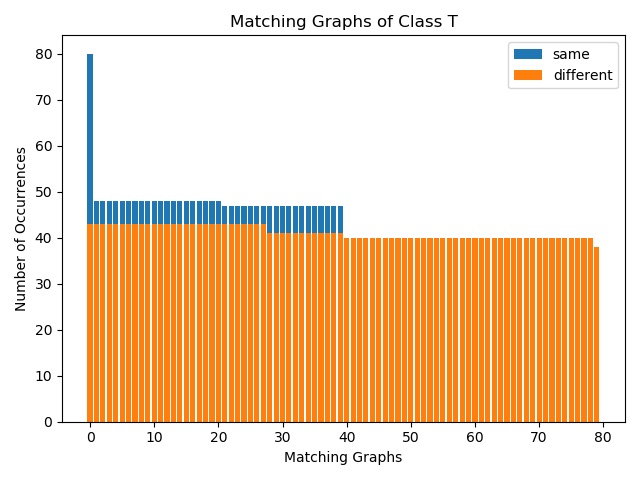 Matching Graphs of Class T
same
different
Number of Occurrences
80
70
60
50
40
30
20
10
0
0 10 20 30 40 50 60 70 80
Matching Graphs